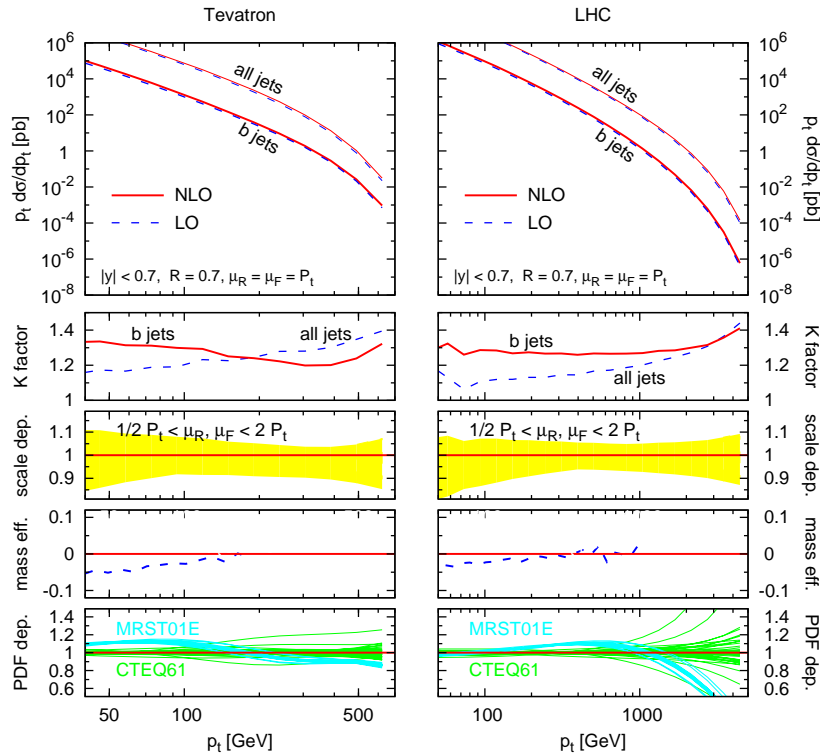 Tevatron
LHC
10^6
10^4
10^2
1
10^-2
10^-4
10^-6
10^-8
p_t dσ/dp_t [pb]
all jets
b jets
NLO
LO
|y| < 0.7, R = 0.7, μ_R = μ_F = P_t
all jets
b jets
NLO
LO
|y| < 0.7, R = 0.7, μ_R = μ_F = P_t
10^6
10^4
10^2
1
10^-2
10^-4
10^-6
10^-8
p_t dσ/dp_t [pb]
K factor
1.4
1.2
1
b jets
all jets
b jets
all jets
1.4
1.2
1
K factor
scale dep.
1.1
0.9
1/2 P_t < μ_R, μ_F < 2 P_t
1/2 P_t < μ_R, μ_F < 2 P_t
1.1
0.9
scale dep.
mass eff.
0.1
0
-0.1
0.1
0
-0.1
mass eff.
PDF dep.
1.4
1.2
1
0.8
0.6
MRST01E
CTEQ61
MRST01E
CTEQ61
1.4
1.2
1
0.8
0.6
PDF dep.
50
100
500
p_t [GeV]
100
1000
p_t [GeV]